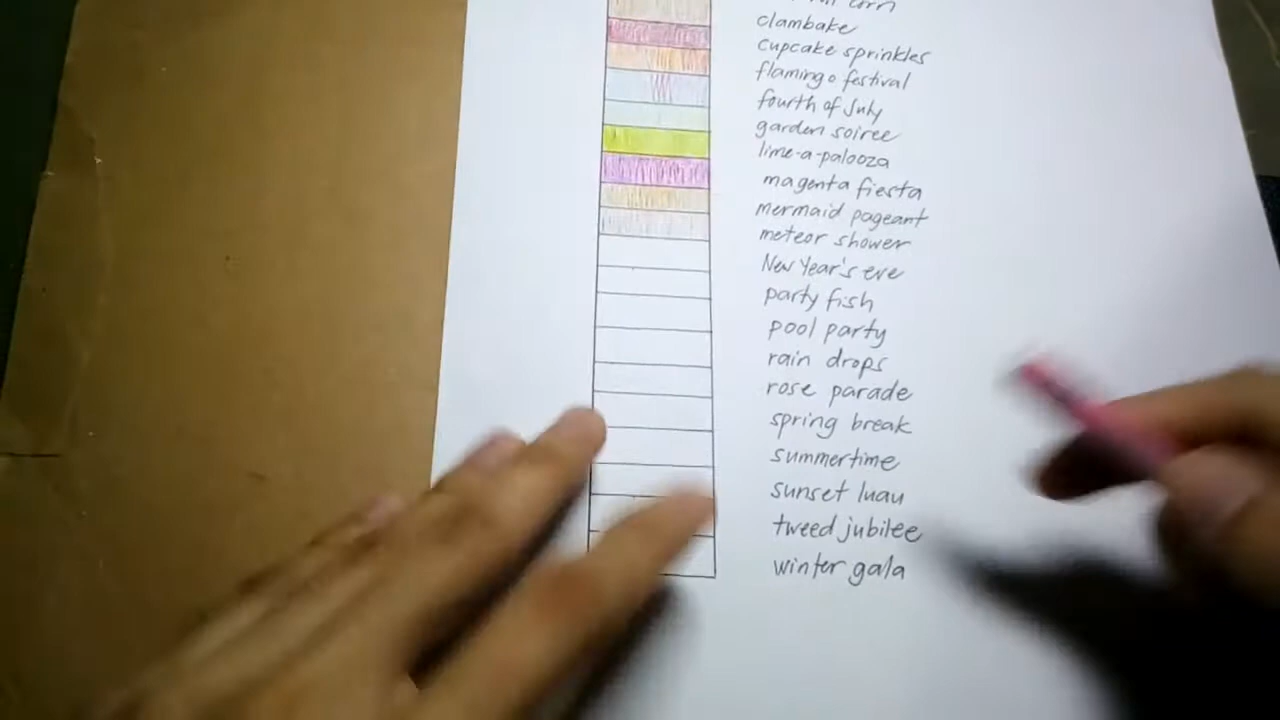 corn
clambake
cupcake sprinkles
flamingo festival
fourth of July
garden soiree
lime-a-palooza
magenta fiesta
mermaid pageant
meteor shower
New Year's eve
party fish
pool party
rain drops
rose parade
spring break
summertime
sunset luau
tweed jubilee
winter gala